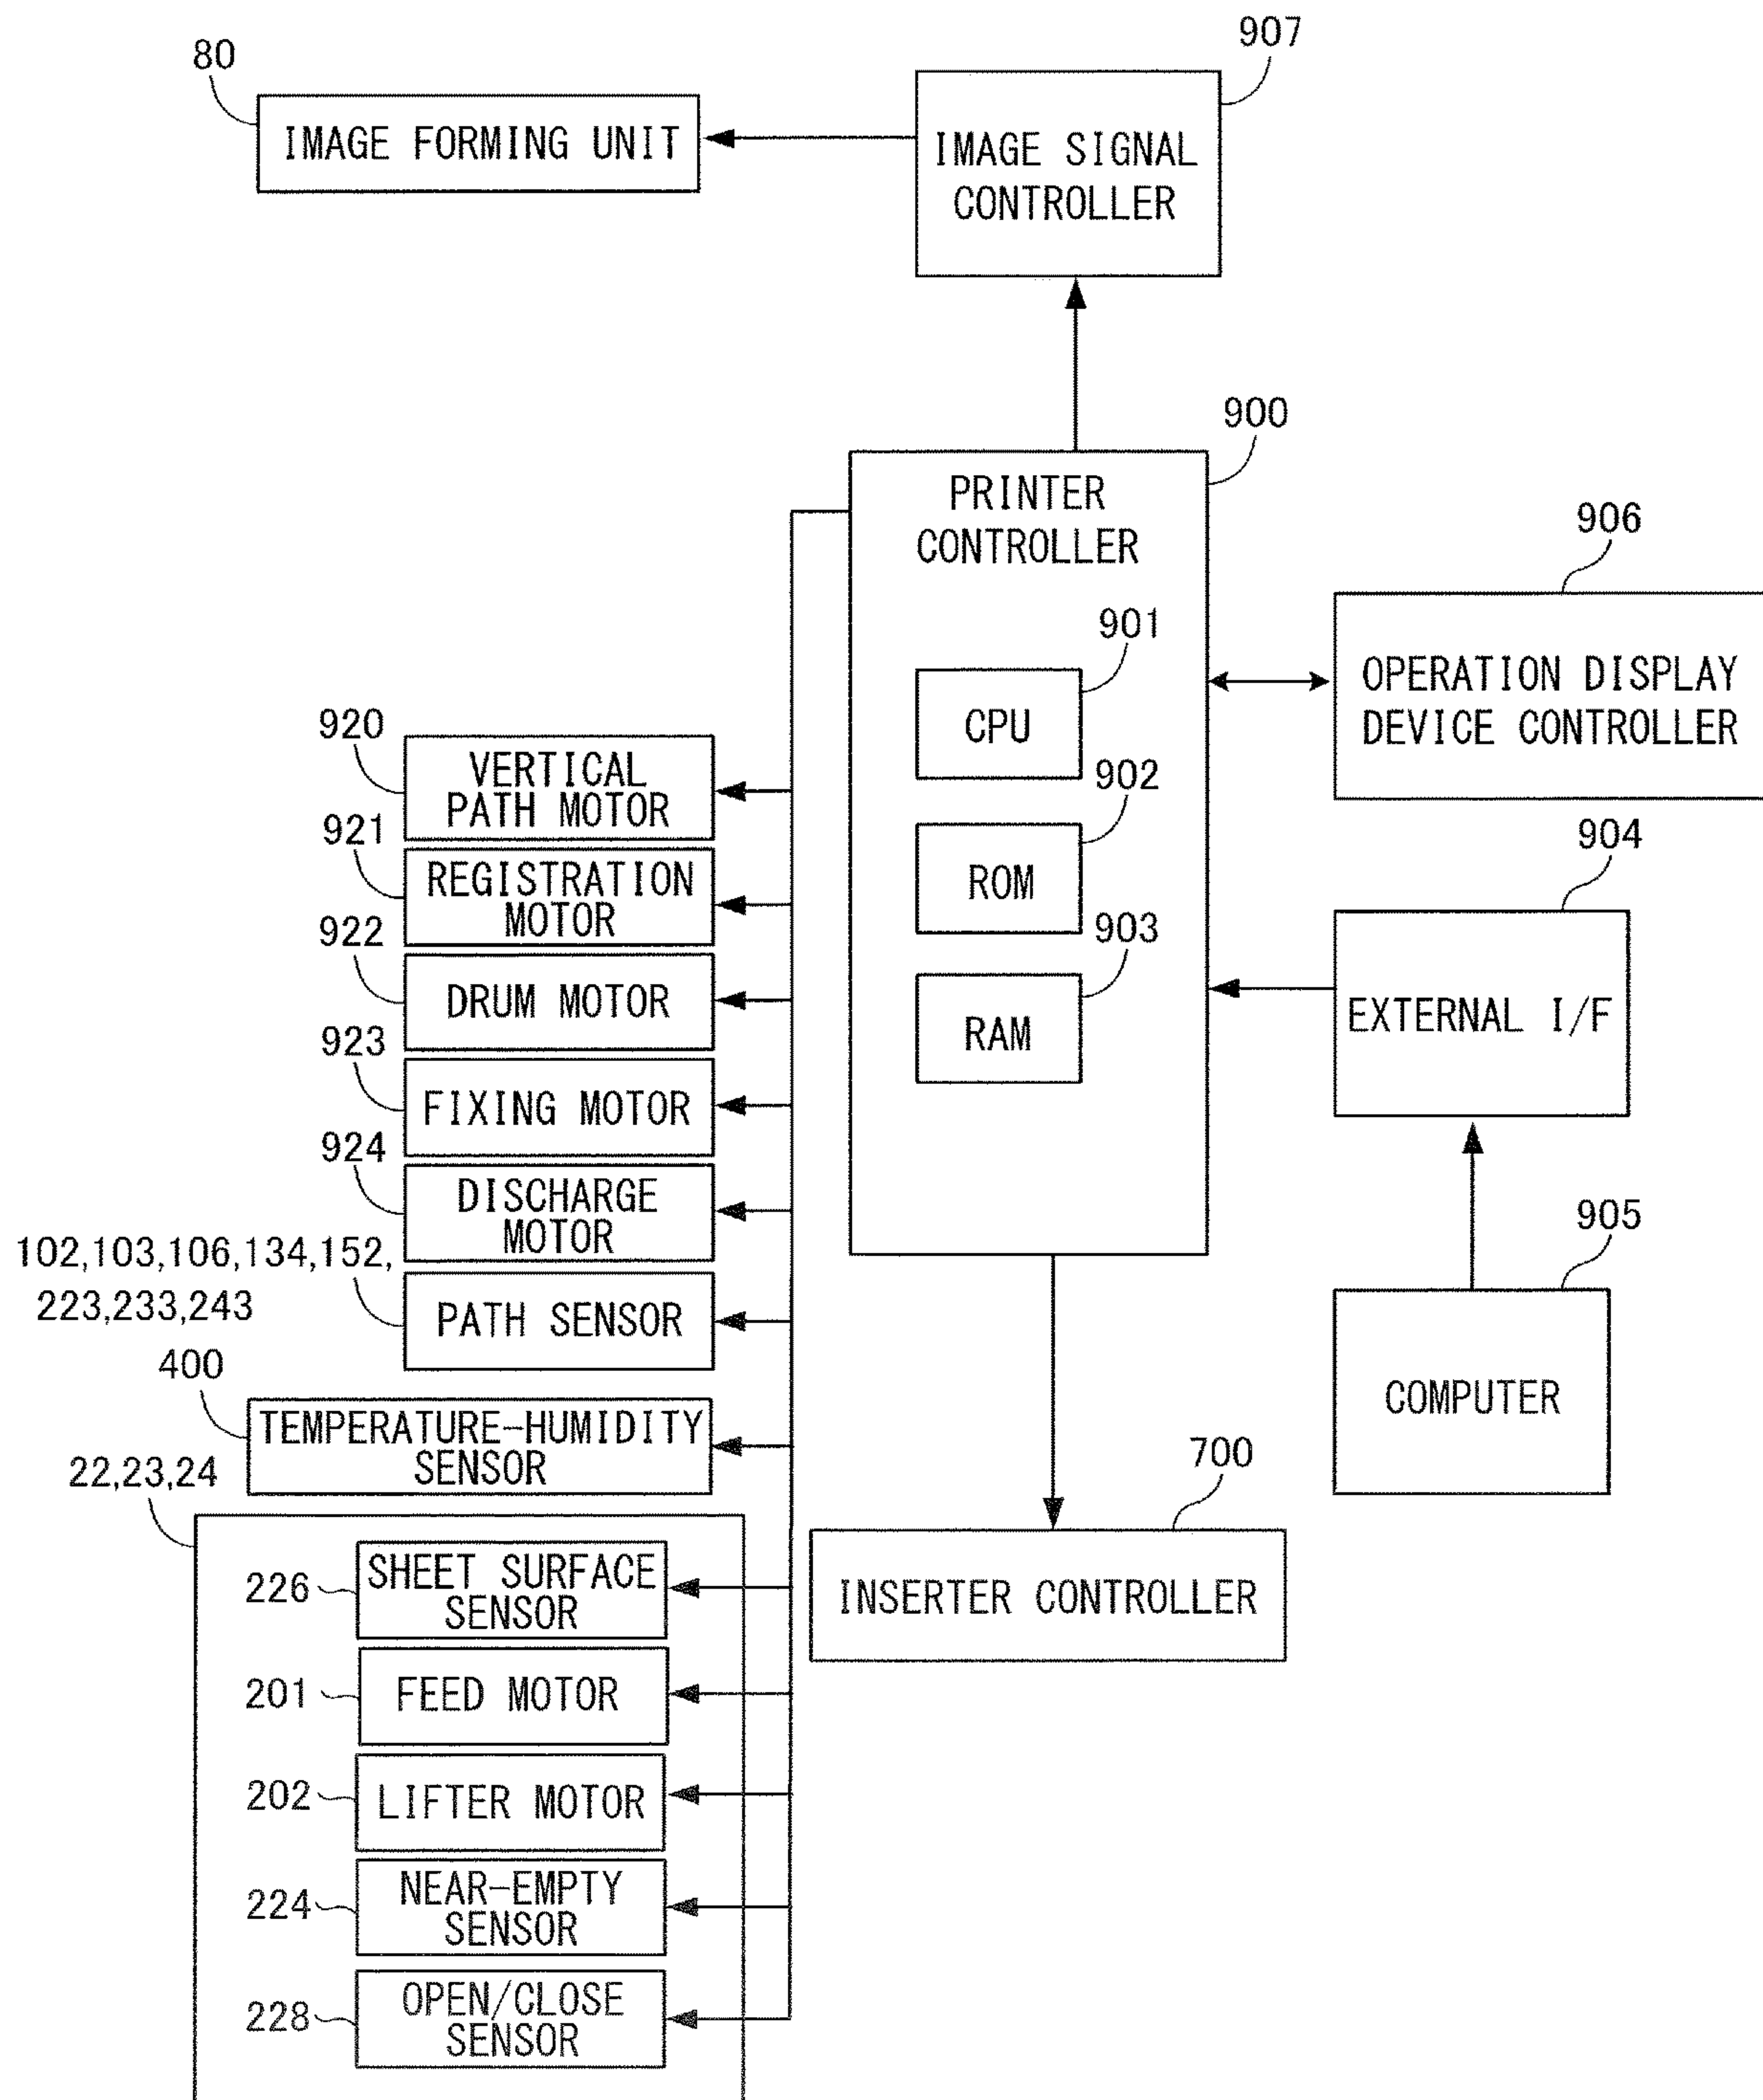 907
80
IMAGE FORMING UNIT
IMAGE SIGNAL
CONTROLLER
900
PRINTER
CONTROLLER
906
901
OPERATION DISPLAY
DEVICE CONTROLLER
CPU
920
VERTICAL
PATH MOTOR
902
904
921
REGISTRATION
MOTOR
ROM
903
922
DRUM MOTOR
EXTERNAL I/F
RAM
923
FIXING MOTOR
924
DISCHARGE
MOTOR
905
102,103,106,134,152,
223,233,243
PATH SENSOR
COMPUTER
400
TEMPERATURE-HUMIDITY
SENSOR
700
22,23,24
INSERTER CONTROLLER
226
SHEET SURFACE
SENSOR
201
FEED MOTOR
202
LIFTER MOTOR
224
NEAR-EMPTY
SENSOR
228
OPEN/CLOSE
SENSOR